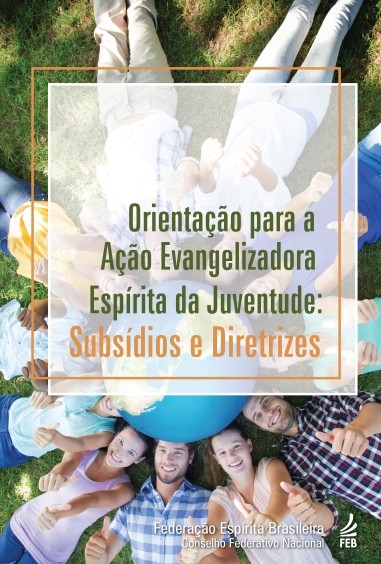 Orientação para a
Ação Evangelizadora
Espírita da Juventude:
Subsídios e Diretrizes
Federação Espírita Brasileira
Conselho Federativo Nacional
FEB